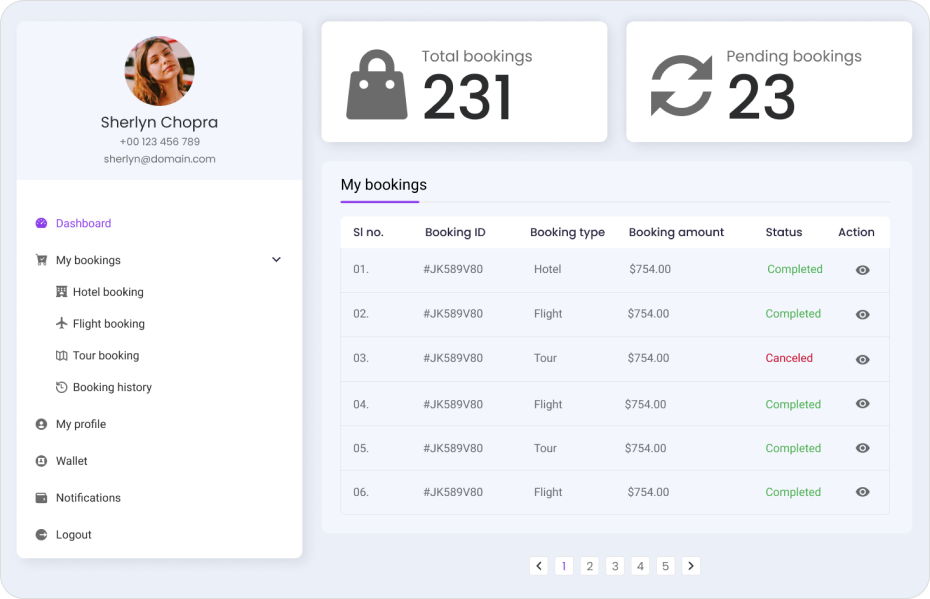 Sherlyn Chopra
+00 123 456 789
sherlyn@domain.com
Dashboard
My bookings
Hotel booking
Flight booking
Tour booking
Booking history
My profile
Wallet
Notifications
Logout
Total bookings
231
Pending bookings
23
My bookings
Sl no. Booking ID Booking type Booking amount Status Action
01. #JK589V80 Hotel $754.00 Completed
02. #JK589V80 Flight $754.00 Completed
03. #JK589V80 Tour $754.00 Canceled
04. #JK589V80 Flight $754.00 Completed
05. #JK589V80 Tour $754.00 Completed
06. #JK589V80 Flight $754.00 Completed
1 2 3 4 5